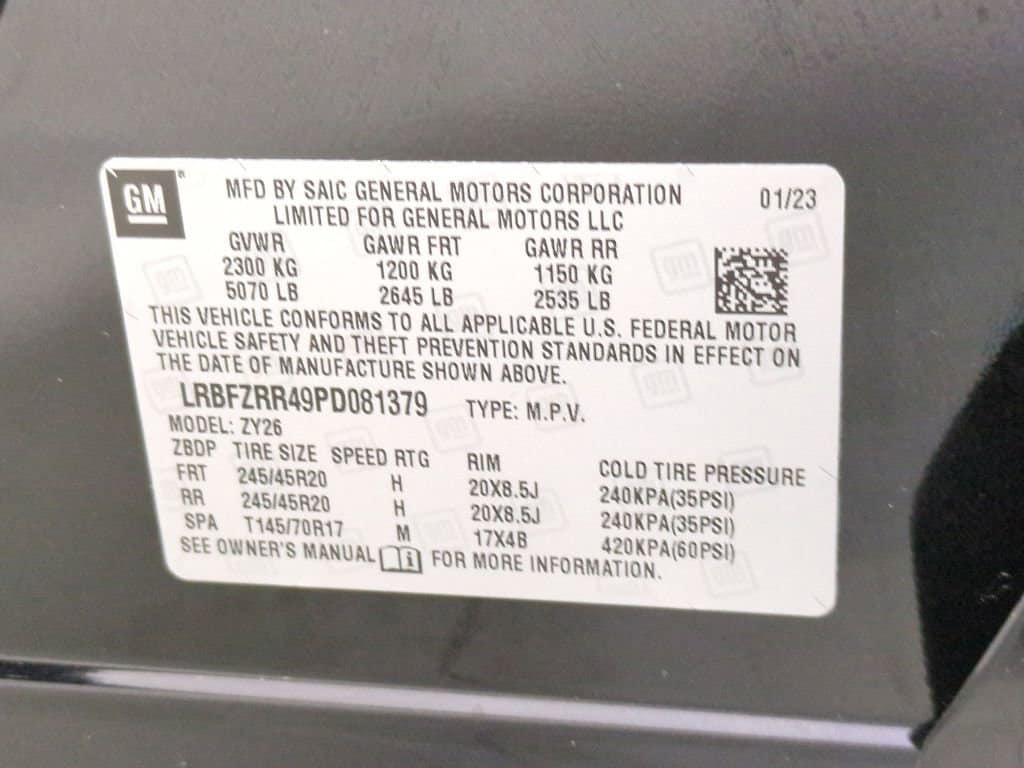 GM
MFD BY SAIC GENERAL MOTORS CORPORATION 01/23
LIMITED FOR GENERAL MOTORS LLC
GVWR GAWR FRT GAWR RR
2300 KG 1200 KG 1150 KG
5070 LB 2645 LB 2535 LB
THIS VEHICLE CONFORMS TO ALL APPLICABLE U.S. FEDERAL MOTOR
VEHICLE SAFETY AND THEFT PREVENTION STANDARDS IN EFFECT ON
THE DATE OF MANUFACTURE SHOWN ABOVE.
LRBFZRR49PD081379 TYPE: M.P.V.
MODEL: ZY26
ZBDP TIRE SIZE SPEED RTG RIM COLD TIRE PRESSURE
FRT 245/45R20 H 20X8.5J 240KPA(35PSI)
RR 245/45R20 H 20X8.5J 240KPA(35PSI)
SPA T145/70R17 M 17X4B 420KPA(60PSI)
SEE OWNER'S MANUAL i FOR MORE INFORMATION.